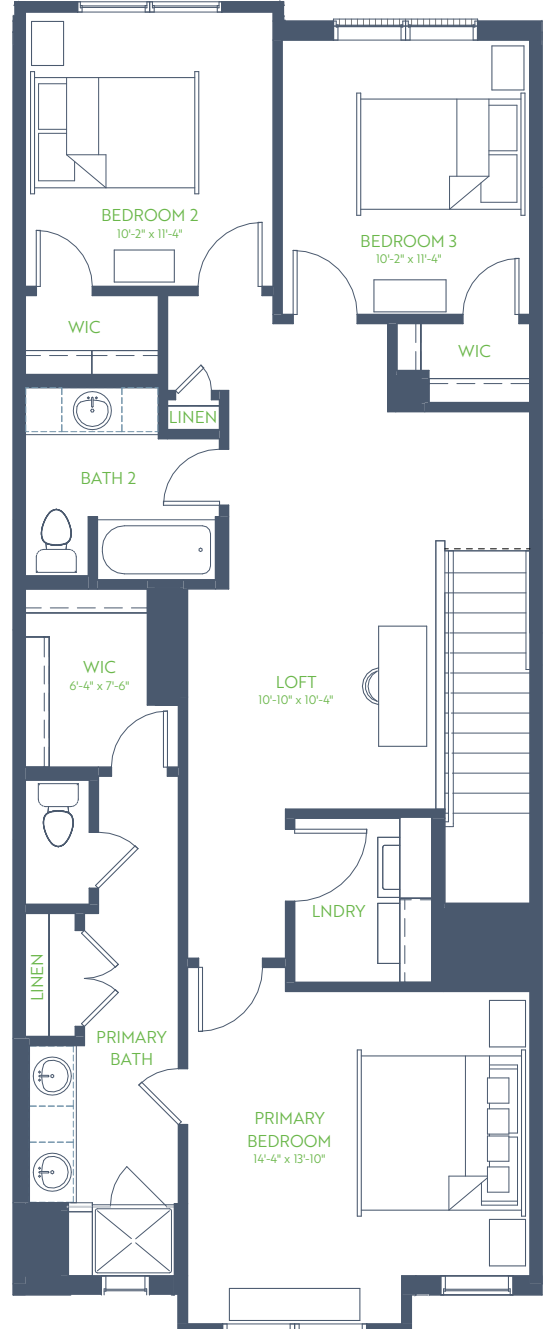 BEDROOM 2
10'-2" x 11'-4"
BEDROOM 3
10'-2" x 11'-4"
WIC
WIC
LINEN
BATH 2
WIC
6'-4" x 7'-6"
LOFT
10'-10" x 10'-4"
LNDRY
LINEN
PRIMARY
BATH
PRIMARY
BEDROOM
14'-4" x 13'-10"